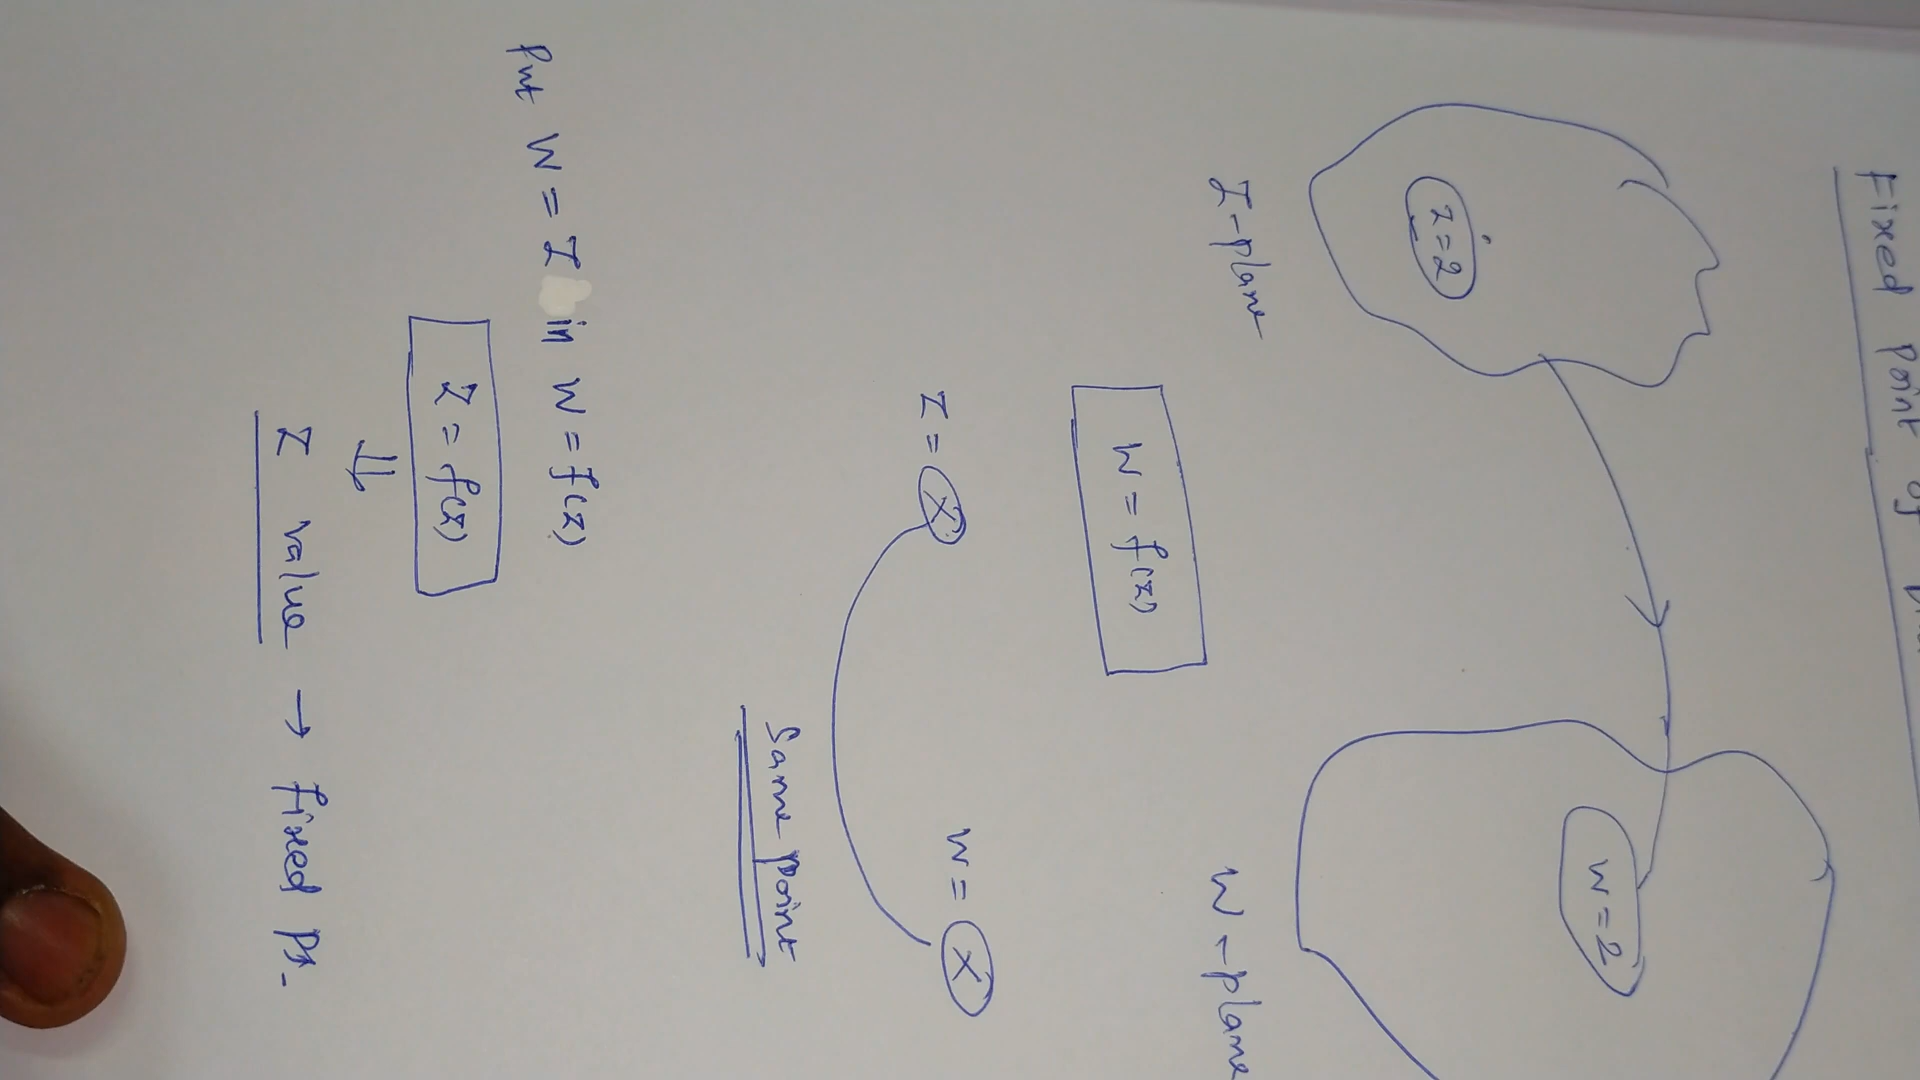 Fixed point of
z=2
W=2
Z-plane
W-plane
W = f(z)
Z = X
W = X
Same point
Put W = Z in W = f(z)
Z = f(z)
⇓
Z value → fixed pt.